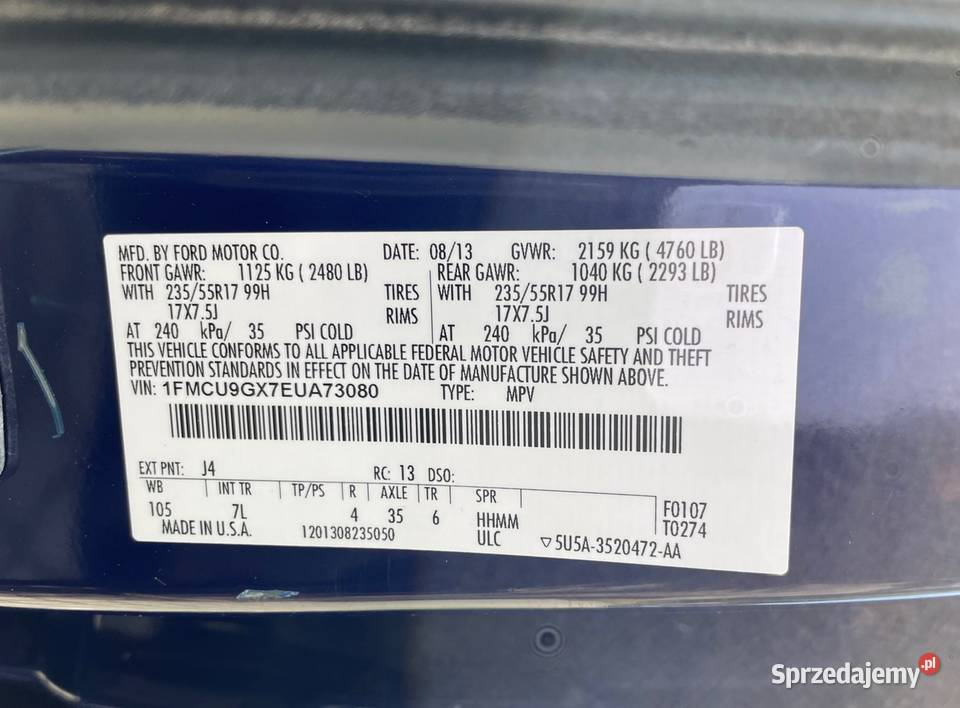 MFD. BY FORD MOTOR CO. DATE: 08/13 GVWR: 2159 KG ( 4760 LB)
FRONT GAWR: 1125 KG ( 2480 LB) REAR GAWR: 1040 KG ( 2293 LB)
WITH 235/55R17 99H TIRES WITH 235/55R17 99H TIRES
17X7.5J RIMS 17X7.5J RIMS
AT 240 kPa/ 35 PSI COLD AT 240 kPa/ 35 PSI COLD
THIS VEHICLE CONFORMS TO ALL APPLICABLE FEDERAL MOTOR VEHICLE SAFETY AND THEFT
PREVENTION STANDARDS IN EFFECT ON THE DATE OF MANUFACTURE SHOWN ABOVE.
VIN: 1FMCU9GX7EUA73080 TYPE: MPV
EXT PNT: J4 RC: 13 DSO:
WB INT TR TP/PS R AXLE TR SPR
105 7L 4 35 6 HHMM F0107
MADE IN U.S.A. 1201308235050 ULC T0274
▽5U5A-3520472-AA
Sprzedajemy.pl